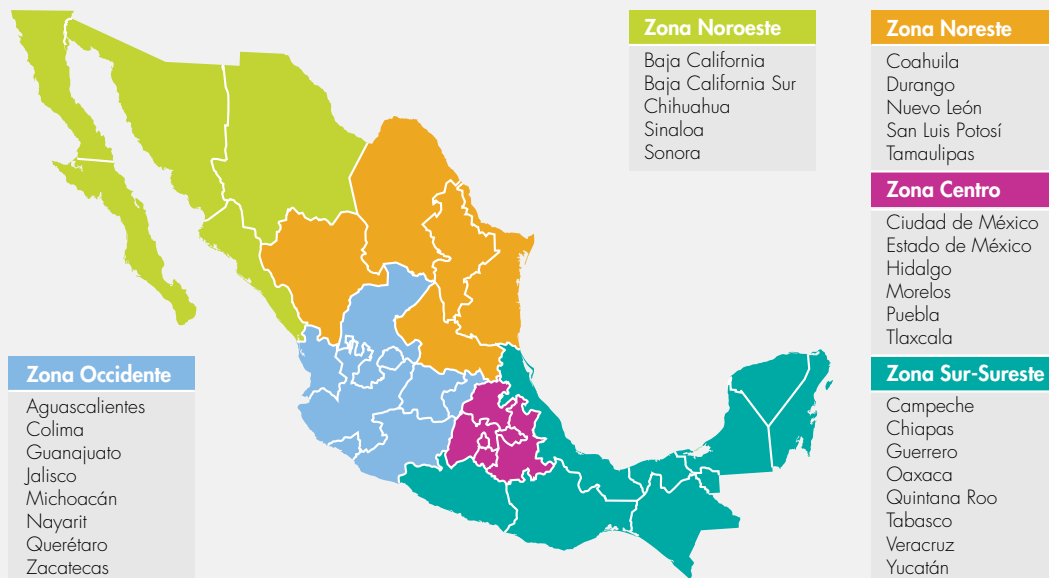 Zona Noroeste
Baja California
Baja California Sur
Chihuahua
Sinaloa
Sonora
Zona Noreste
Coahuila
Durango
Nuevo León
San Luis Potosí
Tamaulipas
Zona Centro
Ciudad de México
Estado de México
Hidalgo
Morelos
Puebla
Tlaxcala
Zona Occidente
Aguascalientes
Colima
Guanajuato
Jalisco
Michoacán
Nayarit
Querétaro
Zacatecas
Zona Sur-Sureste
Campeche
Chiapas
Guerrero
Oaxaca
Quintana Roo
Tabasco
Veracruz
Yucatán